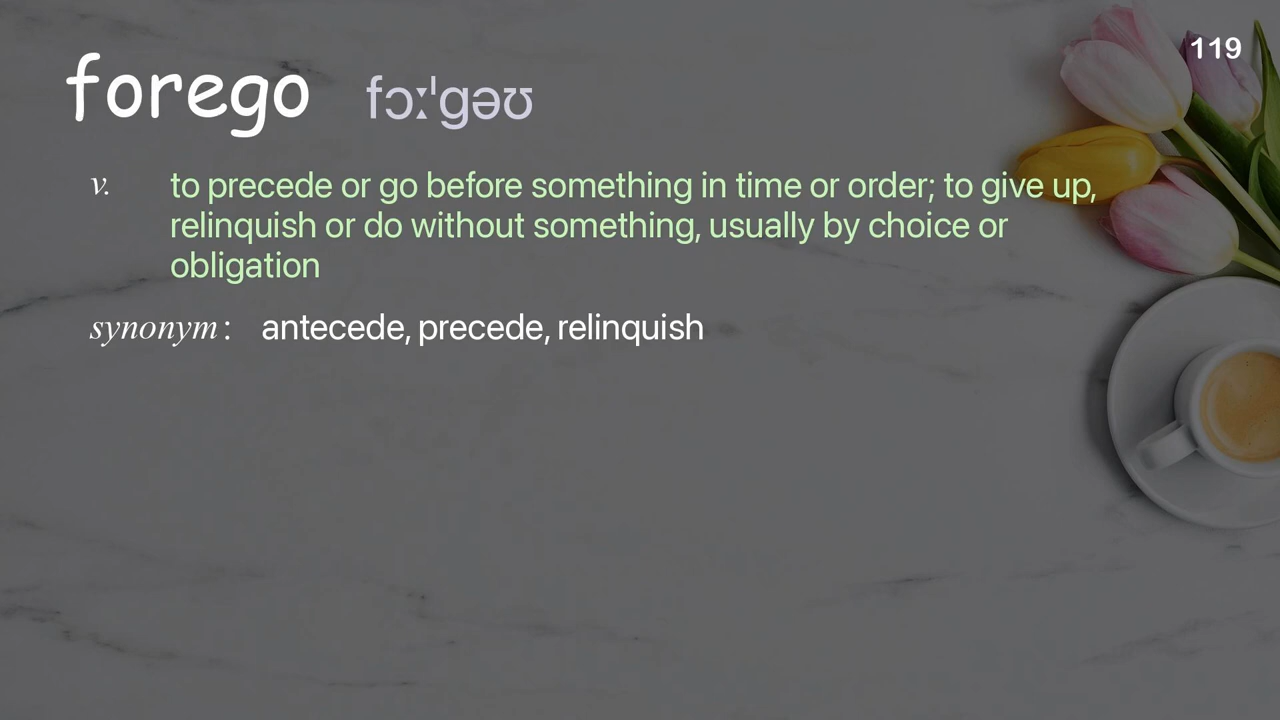 119
forego fɔːˈɡəʊ
v. to precede or go before something in time or order; to give up,
relinquish or do without something, usually by choice or
obligation
synonym : antecede, precede, relinquish